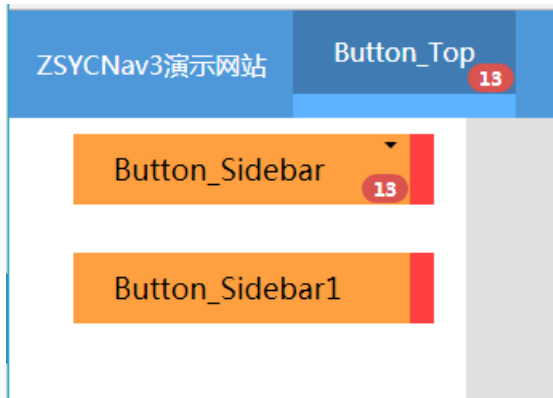 ZSYCNav3演示网站
Button_Top
13
Button_Sidebar
13
Button_Sidebar1